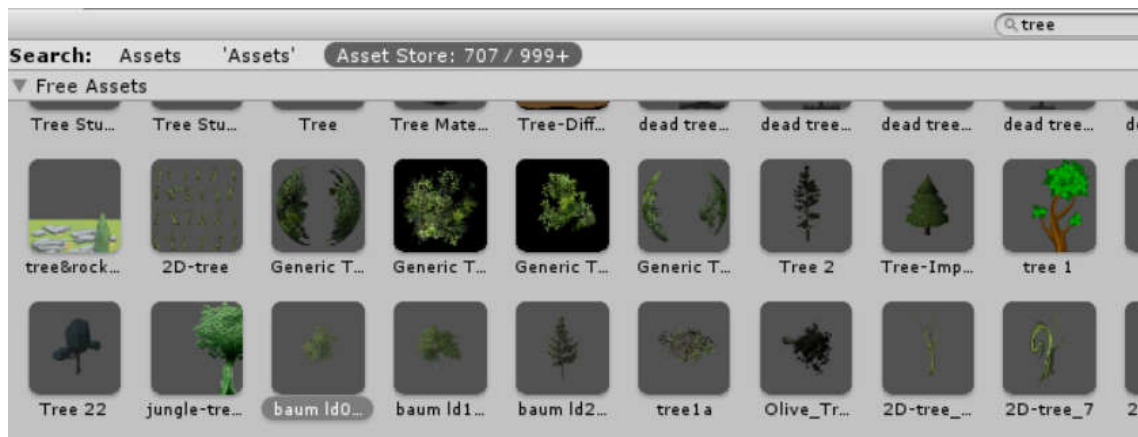 tree
Search: Assets 'Assets' Asset Store: 707 / 999+
Free Assets
Tree Stu... Tree Stu... Tree Tree Mate... Tree-Diff... dead tree... dead tree... dead tree... dead tree...
tree&rock... 2D-tree Generic T... Generic T... Generic T... Generic T... Tree 2 Tree-Imp... tree 1
Tree 22 jungle-tre... baum ld0... baum ld1... baum ld2... tree1a Olive_Tr... 2D-tree_... 2D-tree_7 2